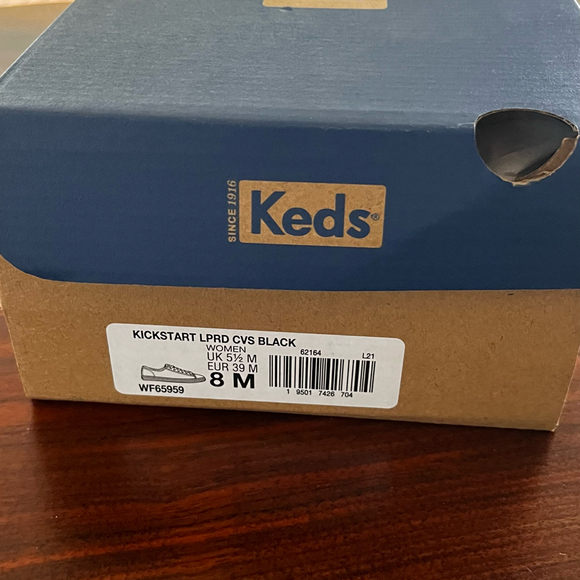 SINCE 1916
Keds®
KICKSTART LPRD CVS BLACK
WOMEN
UK 5½ M
EUR 39 M
8 M
WF65959
62164 L21
1 9501 7426 704